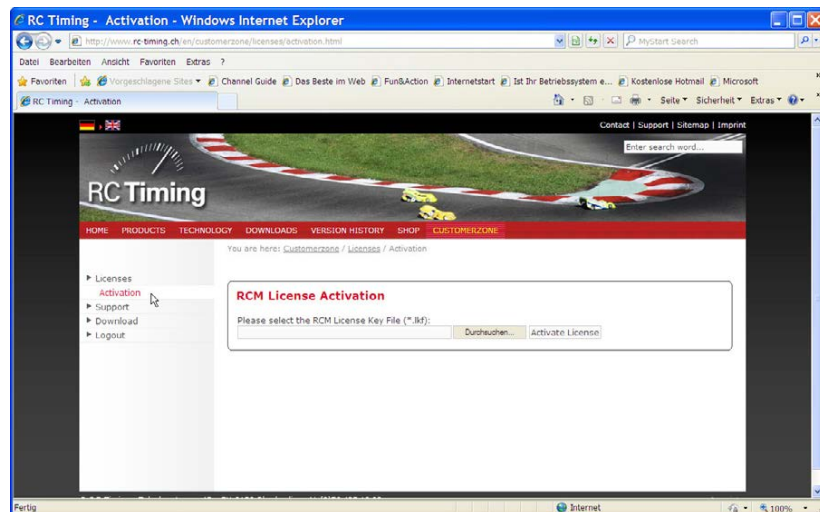 RC Timing - Activation - Windows Internet Explorer
http://www.rc-timing.ch/en/customerzone/licenses/activation.html
MyStart Search
Datei Bearbeiten Ansicht Favoriten Extras ?
Favoriten Vorgeschlagene Sites Channel Guide Das Beste im Web Fun&Action Internetstart Ist Ihr Betriebssystem e... Kostenlose Hotmail Microsoft
RC Timing - Activation
Seite Sicherheit Extras
Contact | Support | Sitemap | Imprint
Enter search word...
RC Timing
HOME PRODUCTS TECHNOLOGY DOWNLOADS VERSION HISTORY SHOP CUSTOMERZONE
You are here: Customerzone / Licenses / Activation
Licenses
Activation
Support
Download
Logout
RCM License Activation
Please select the RCM License Key File (*.lkf):
Durchsuchen... Activate License
Fertig
Internet
100%